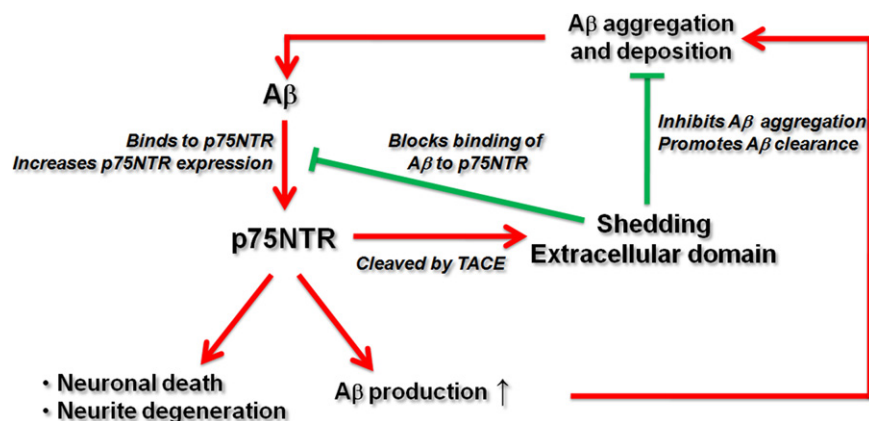 Aβ aggregation
and deposition
Aβ
Binds to p75NTR
Increases p75NTR expression
Blocks binding of
Aβ to p75NTR
Inhibits Aβ aggregation
Promotes Aβ clearance
p75NTR
Cleaved by TACE
Shedding
Extracellular domain
· Neuronal death
· Neurite degeneration
Aβ production ↑